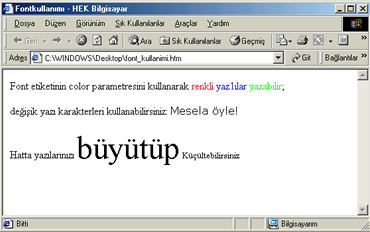 Fontkullanımı - HEK Bilgisayar
Dosya Düzen Görünüm Sık Kullanılanlar Araçlar Yardım
Geri Ara Sık Kullanılanlar Geçmiş
Adres C:\WINDOWS\Desktop\font_kullanimi.htm Git Bağlantılar
Font etiketinin color parametresini kullanarak renkli yazılılar yazabilir;
değişik yazı karakterleri kullanabilirsiniz: Mesela öyle!
Hatta yazılarınızı büyütüp Küçültebilirsiniz
Bitti Bilgisayarım